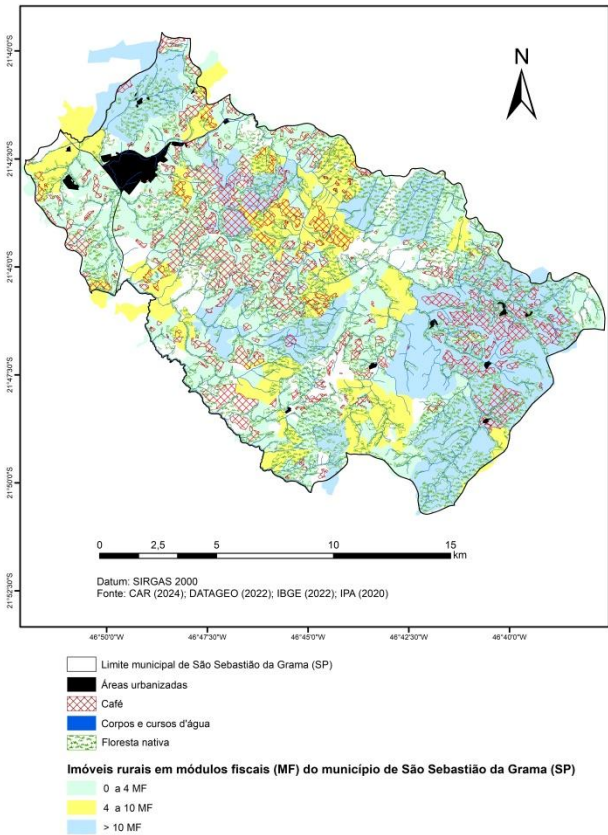 21°40'0"S
21°42'30"S
21°45'0"S
21°47'30"S
21°50'0"S
21°52'30"S
N
0 2,5 5 10 15
km
Datum: SIRGAS 2000
Fonte: CAR (2024); DATAGEO (2022); IBGE (2022); IPA (2020)
46°50'0"W 46°47'30"W 46°45'0"W 46°42'30"W 46°40'0"W
Limite municipal de São Sebastião da Grama (SP)
Áreas urbanizadas
Café
Corpos e cursos d'água
Floresta nativa
Imóveis rurais em módulos fiscais (MF) do município de São Sebastião da Grama (SP)
0 a 4 MF
4 a 10 MF
> 10 MF